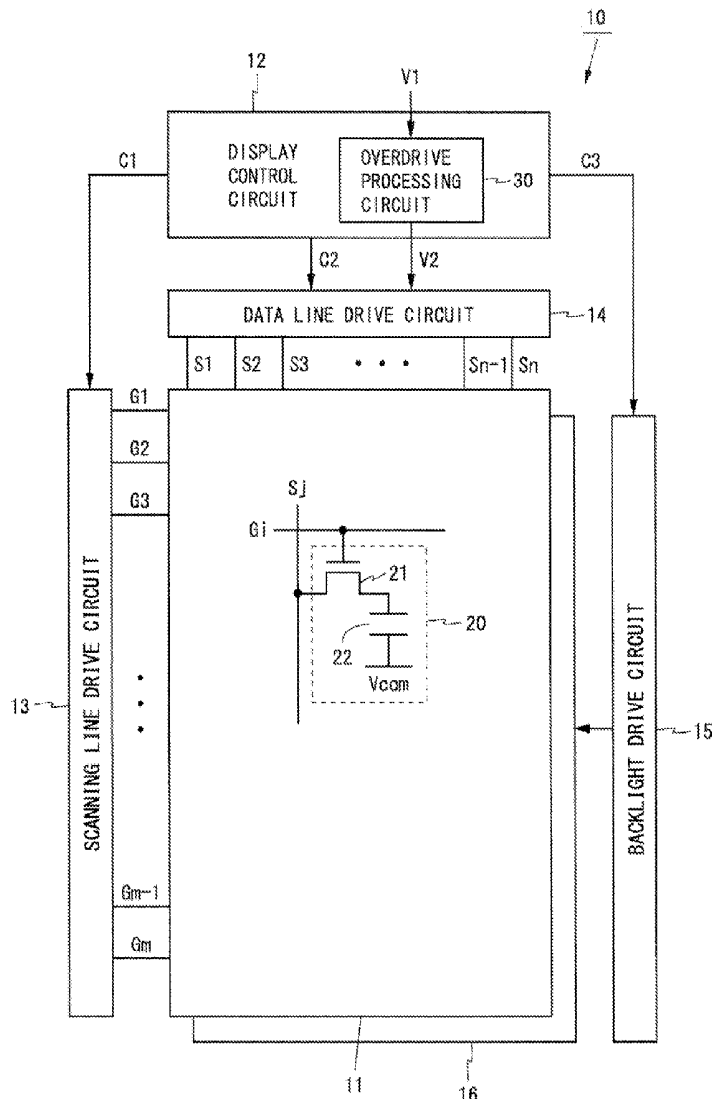 10
12
V1
C1
DISPLAY
CONTROL
CIRCUIT
OVERDRIVE
PROCESSING
CIRCUIT
30
C3
C2
V2
DATA LINE DRIVE CIRCUIT
14
S1
S2
S3
Sn-1
Sn
G1
G2
G3
Sj
Gi
21
22
20
Vcom
SCANNING LINE DRIVE CIRCUIT
13
BACKLIGHT DRIVE CIRCUIT
15
Gm-1
Gm
11
16